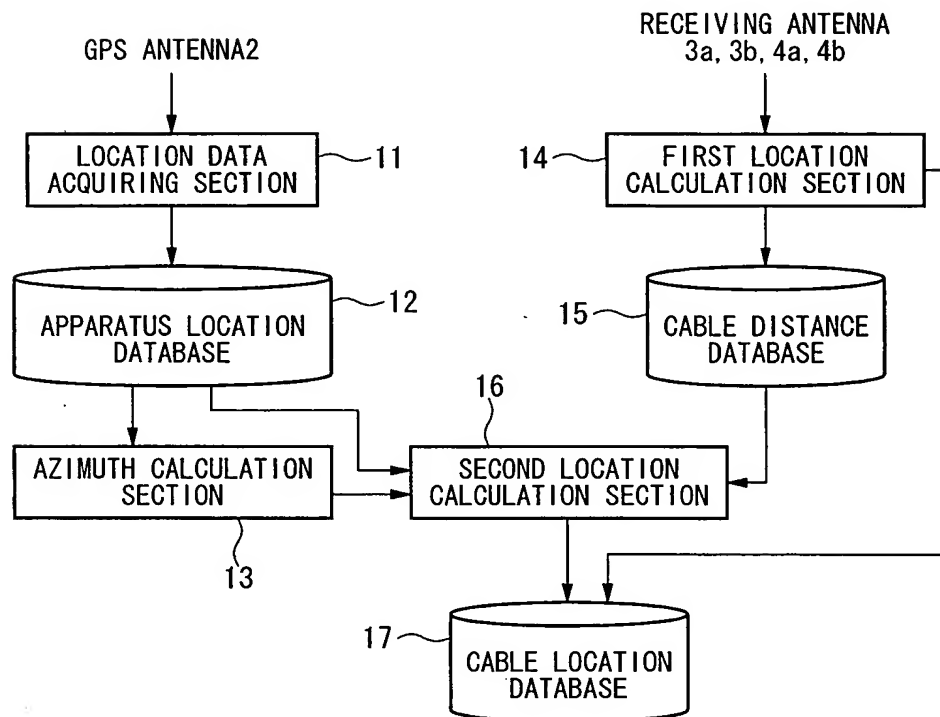 GPS ANTENNA2
RECEIVING ANTENNA
3a, 3b, 4a, 4b
LOCATION DATA
ACQUIRING SECTION
11
14
FIRST LOCATION
CALCULATION SECTION
APPARATUS LOCATION
DATABASE
12
15
CABLE DISTANCE
DATABASE
16
AZIMUTH CALCULATION
SECTION
13
SECOND LOCATION
CALCULATION SECTION
17
CABLE LOCATION
DATABASE